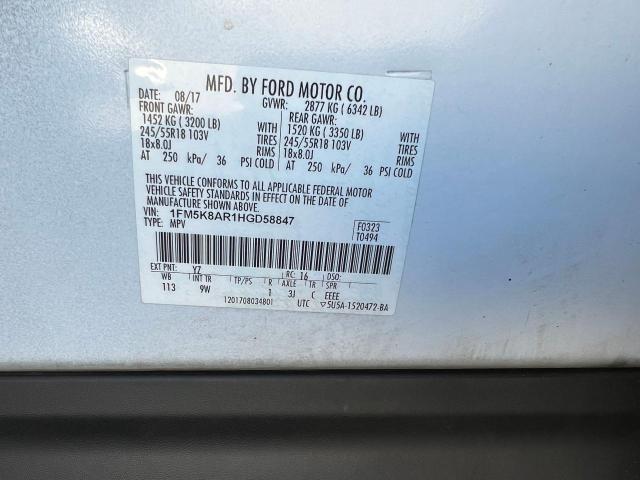 MFD. BY FORD MOTOR CO.
DATE: 08/17 GVWR: 2877 KG ( 6342 LB)
FRONT GAWR: REAR GAWR:
1452 KG ( 3200 LB) WITH 1520 KG ( 3350 LB) WITH
245/55R18 103V TIRES 245/55R18 103V TIRES
18x8.0J RIMS 18x8.0J RIMS
AT 250 kPa/ 36 PSI COLD AT 250 kPa/ 36 PSI COLD
THIS VEHICLE CONFORMS TO ALL APPLICABLE FEDERAL MOTOR
VEHICLE SAFETY STANDARDS IN EFFECT ON THE DATE OF
MANUFACTURE SHOWN ABOVE.
VIN: 1FM5K8AR1HGD58847 F0323
TYPE: MPV T0494
EXT PNT: YZ RC: 16 DSO:
WB INT TR TP/PS R AXLE TR SPR
113 9W 1 3J C EEEE
1201708034801 UTC ▽5U5A-1520472-BA